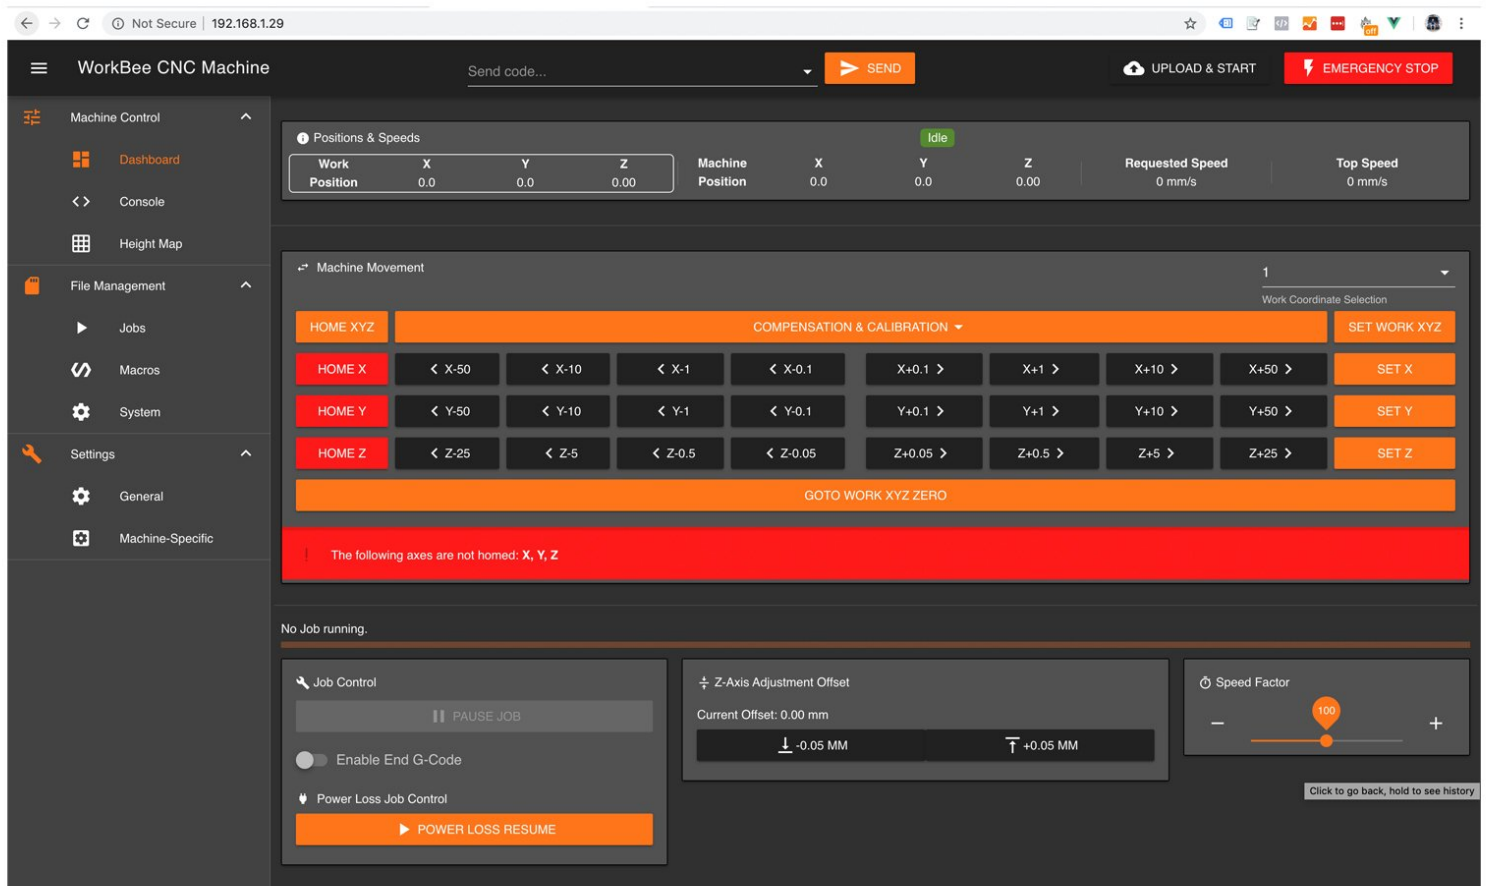 Not Secure | 192.168.1.29
off
WorkBee CNC Machine
Send code...
SEND
UPLOAD & START
EMERGENCY STOP
Machine Control
Dashboard
Console
Height Map
File Management
Jobs
Macros
System
Settings
General
Machine-Specific
Positions & Speeds
Idle
Work X Y Z Machine X Y Z Requested Speed Top Speed
Position 0.0 0.0 0.00 Position 0.0 0.0 0.00 0 mm/s 0 mm/s
Machine Movement
1
Work Coordinate Selection
HOME XYZ COMPENSATION & CALIBRATION SET WORK XYZ
HOME X X-50 X-10 X-1 X-0.1 X+0.1 X+1 X+10 X+50 SET X
HOME Y Y-50 Y-10 Y-1 Y-0.1 Y+0.1 Y+1 Y+10 Y+50 SET Y
HOME Z Z-25 Z-5 Z-0.5 Z-0.05 Z+0.05 Z+0.5 Z+5 Z+25 SET Z
GOTO WORK XYZ ZERO
! The following axes are not homed: X, Y, Z
No Job running.
Job Control
PAUSE JOB
Enable End G-Code
Power Loss Job Control
POWER LOSS RESUME
Z-Axis Adjustment Offset
Current Offset: 0.00 mm
-0.05 MM +0.05 MM
Speed Factor
100
Click to go back, hold to see history